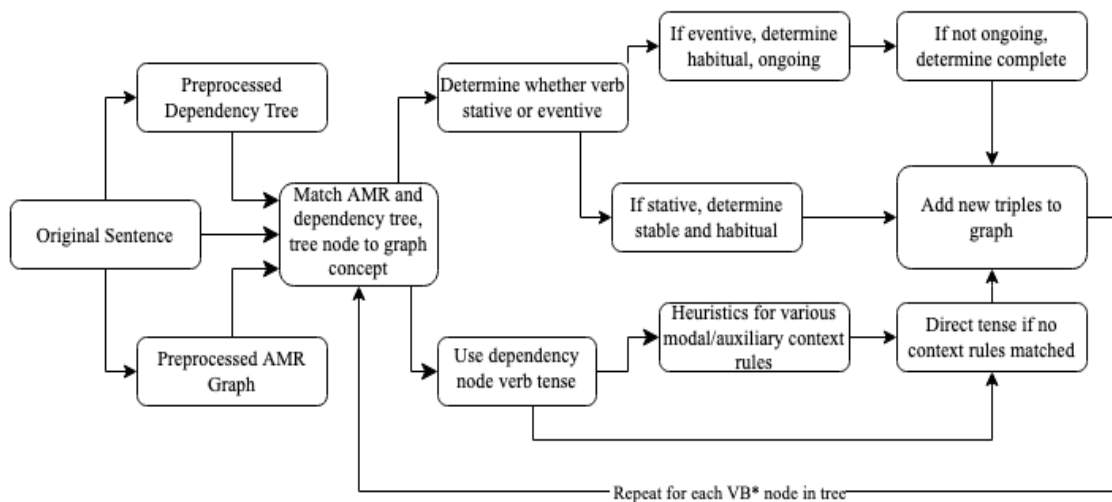 Original Sentence
Preprocessed
Dependency Tree
Preprocessed AMR
Graph
Match AMR and
dependency tree,
tree node to graph
concept
Determine whether verb
stative or eventive
If eventive, determine
habitual, ongoing
If not ongoing,
determine complete
If stative, determine
stable and habitual
Add new triples to
graph
Use dependency
node verb tense
Heuristics for various
modal/auxiliary context
rules
Direct tense if no
context rules matched
Repeat for each VB* node in tree